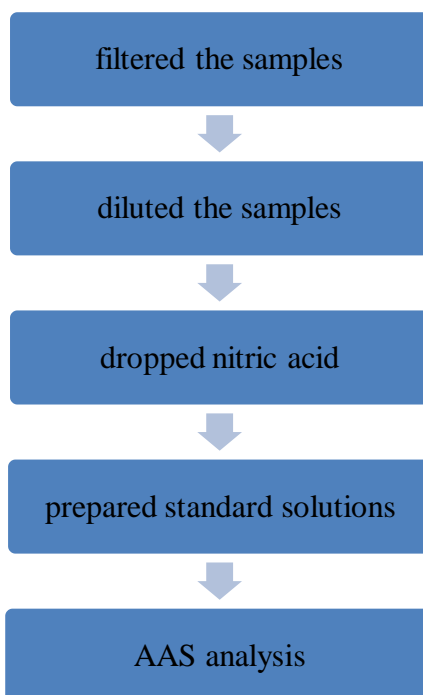 filtered the samples
diluted the samples
dropped nitric acid
prepared standard solutions
AAS analysis